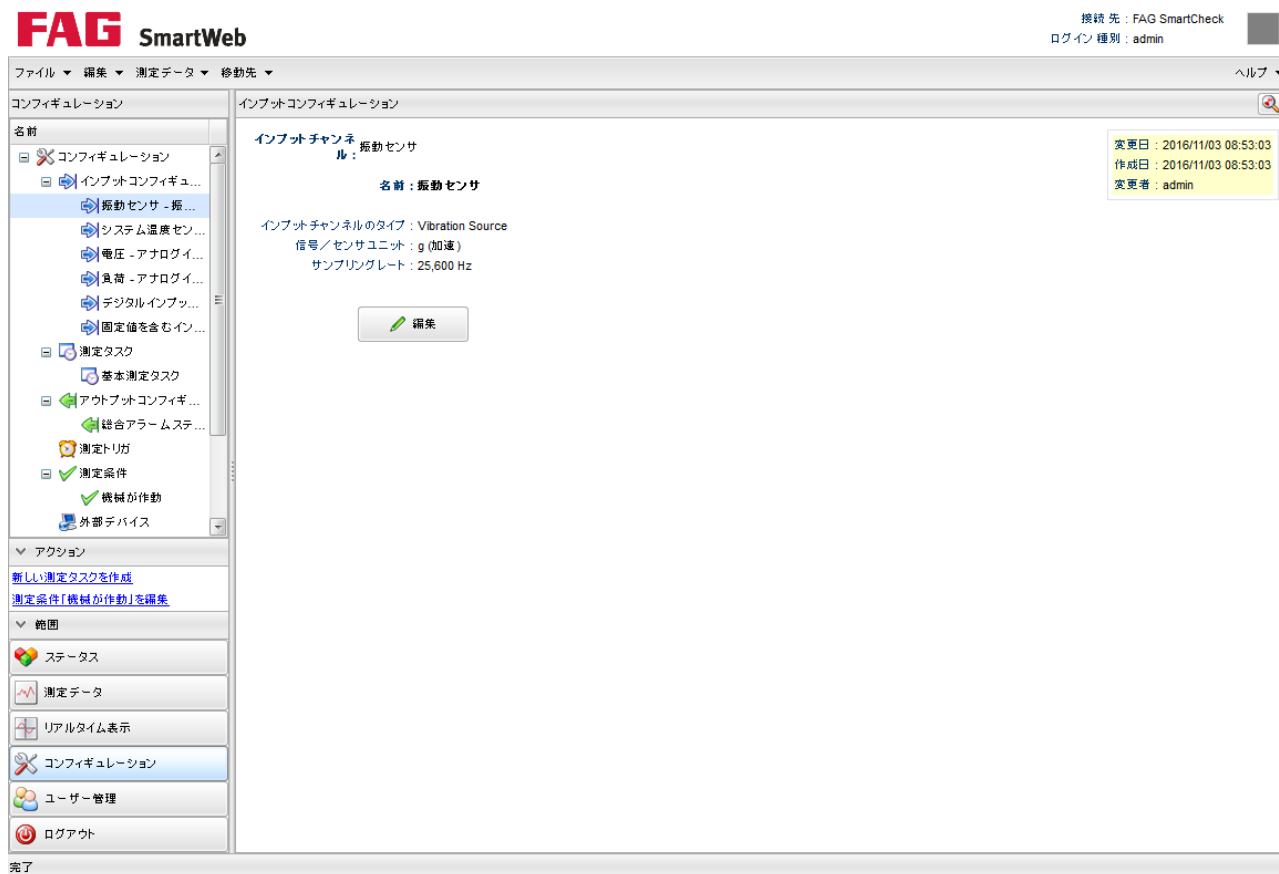 FAG SmartWeb
接続 先 : FAG SmartCheck
ログイン 種別 : admin
ファイル ▼ 編集 ▼ 測定データ ▼ 移動先 ▼
ヘルプ
コンフィギュレーション
インプットコンフィギュレーション
名前
コンフィギュレーション
インプットコンフィギュ...
振動センサ - 振...
システム温度セン...
電圧 - アナログイ...
負荷 - アナログイ...
デジタルインプッ...
固定値を含むイン...
測定タスク
基本測定タスク
アウトプットコンフィギ...
総合アラームステ...
測定トリガ
測定条件
機械が作動
外部デバイス
アクション
新しい測定タスクを作成
測定条件「機械が作動」を編集
範囲
ステータス
測定データ
リアルタイム表示
コンフィギュレーション
ユーザー管理
ログアウト
完了
インプットチャンネル : 振動センサ
名前 : 振動センサ
インプットチャンネルのタイプ : Vibration Source
信号／センサユニット : g (加速)
サンプリングレート : 25,600 Hz
編集
変更日 : 2016/11/03 08:53:03
作成日 : 2016/11/03 08:53:03
変更者 : admin